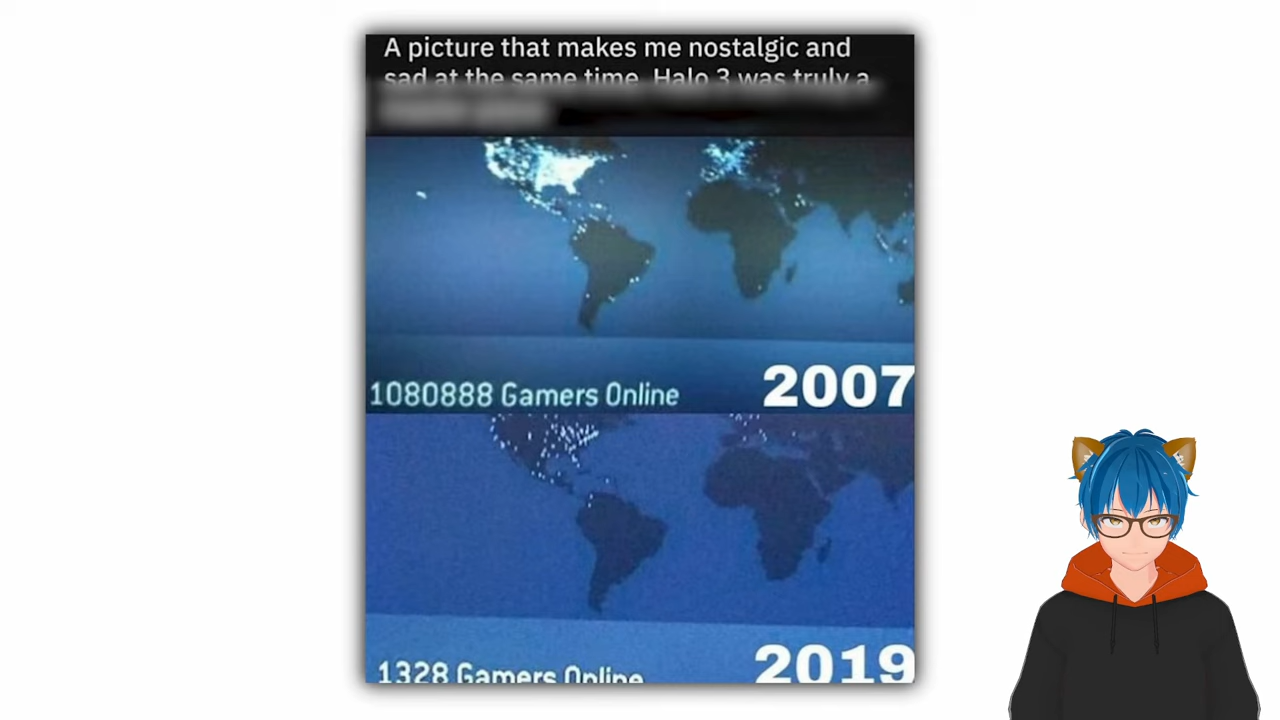 A picture that makes me nostalgic and
sad at the same time. Halo 3 was truly a
1080888 Gamers Online
2007
1328 Gamers Online
2019